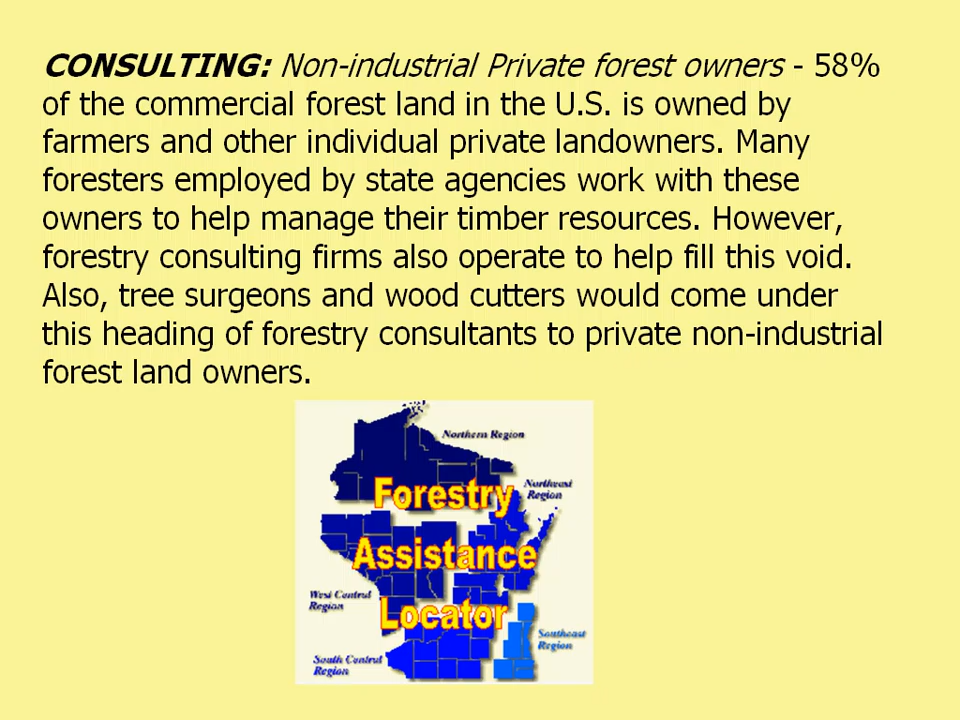 CONSULTING: Non-industrial Private forest owners - 58%
of the commercial forest land in the U.S. is owned by
farmers and other individual private landowners. Many
foresters employed by state agencies work with these
owners to help manage their timber resources. However,
forestry consulting firms also operate to help fill this void.
Also, tree surgeons and wood cutters would come under
this heading of forestry consultants to private non-industrial
forest land owners.
Northern Region
Forestry
Northeast
Region
Assistance
West Central
Region
Locator
Southeast
Region
South Central
Region